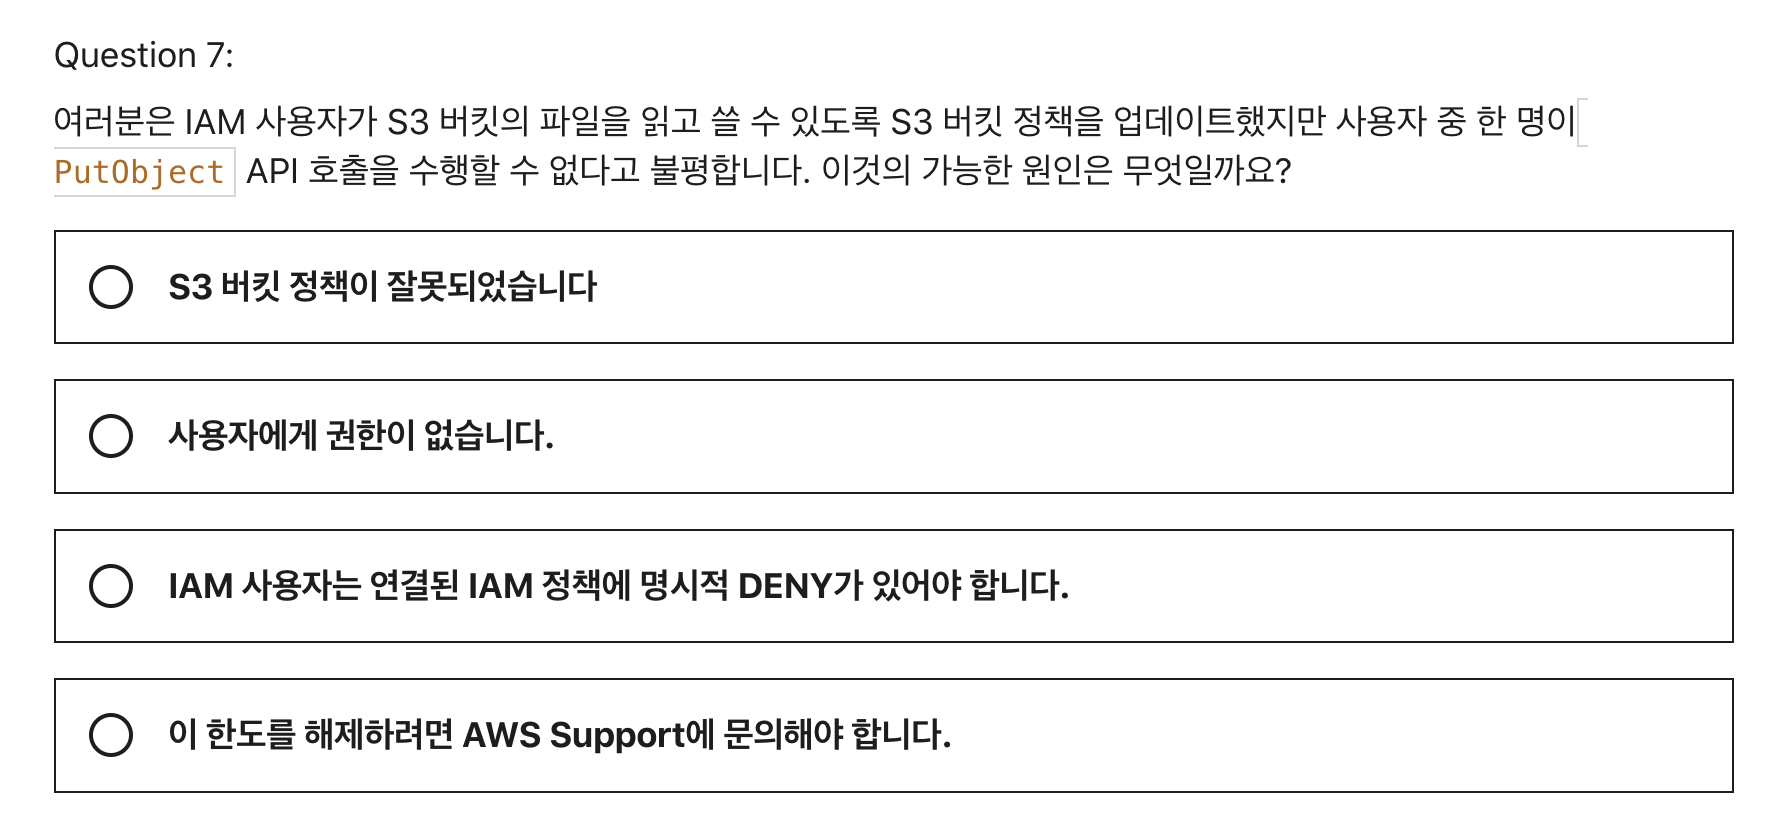 Question 7:
여러분은 IAM 사용자가 S3 버킷의 파일을 읽고 쓸 수 있도록 S3 버킷 정책을 업데이트했지만 사용자 중 한 명이
PutObject API 호출을 수행할 수 없다고 불평합니다. 이것의 가능한 원인은 무엇일까요?
S3 버킷 정책이 잘못되었습니다
사용자에게 권한이 없습니다.
IAM 사용자는 연결된 IAM 정책에 명시적 DENY가 있어야 합니다.
이 한도를 해제하려면 AWS Support에 문의해야 합니다.